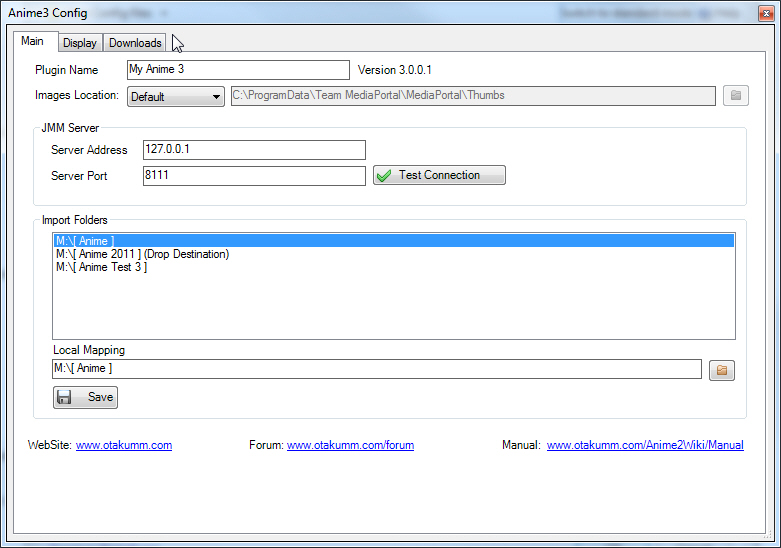 Anime3 Config
Main Display Downloads
Plugin Name My Anime 3 Version 3.0.0.1
Images Location: Default C:\ProgramData\Team MediaPortal\MediaPortal\Thumbs
JMM Server
Server Address 127.0.0.1
Server Port 8111 Test Connection
Import Folders
M:\[ Anime ]
M:\[ Anime 2011 ] (Drop Destination)
M:\[ Anime Test 3 ]
Local Mapping
M:\[ Anime ]
Save
WebSite: www.otakumm.com Forum: www.otakumm.com/forum Manual: www.otakumm.com/Anime2Wiki/Manual